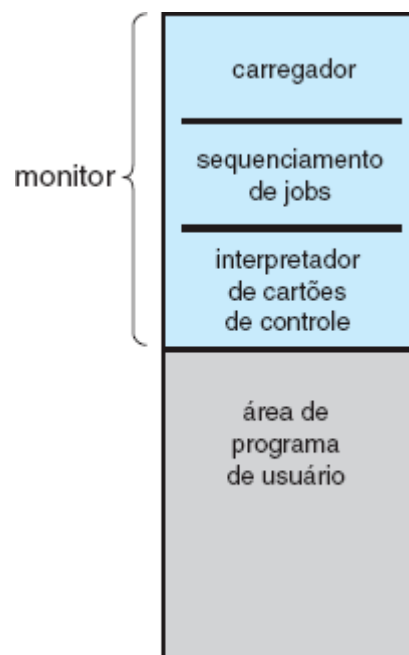 monitor
carregador
sequenciamento
de jobs
interpretador
de cartões
de controle
área de
programa
de usuário